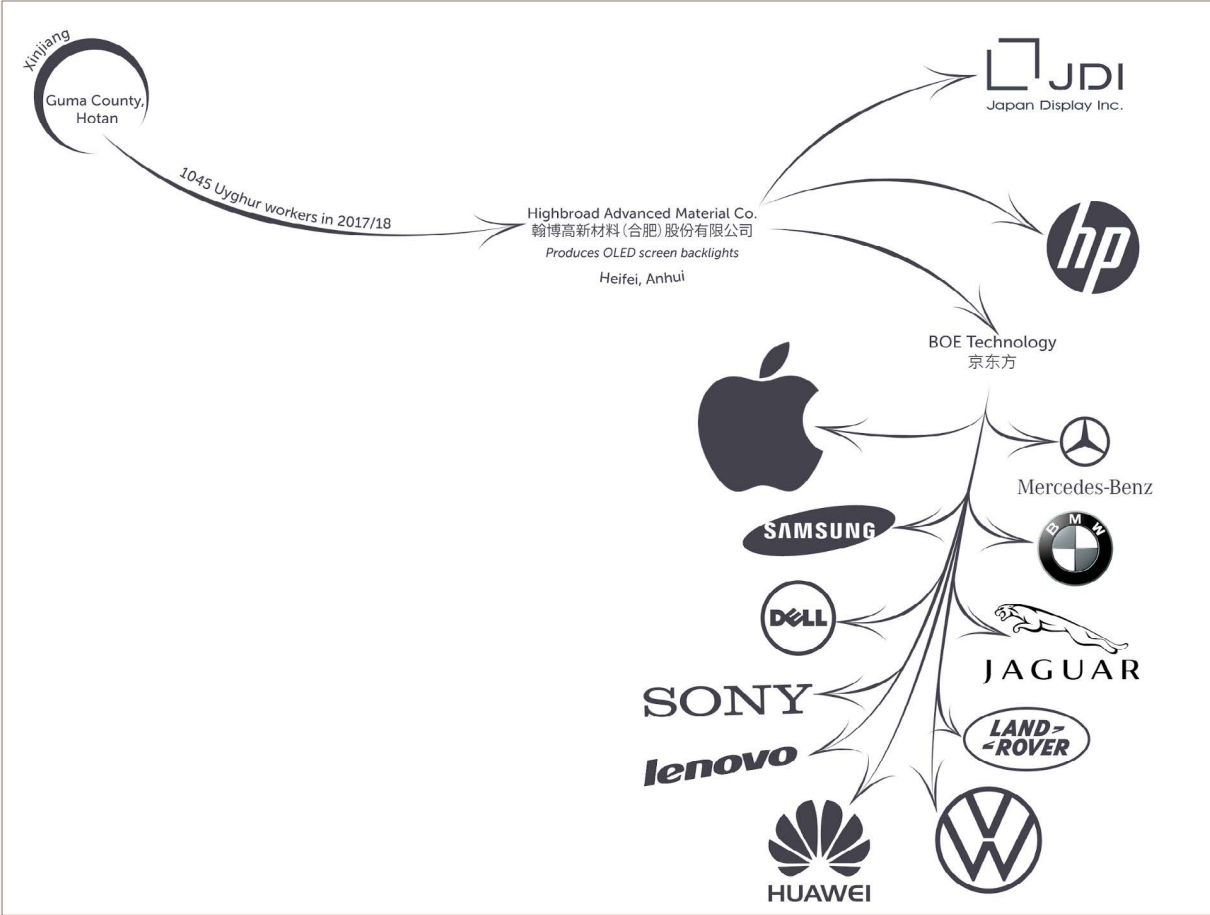 Xinjiang
Guma County,
Hotan
1045 Uyghur workers in 2017/18
Highbroad Advanced Material Co.
翰博高新材料（合肥）股份有限公司
Produces OLED screen backlights
Heifei, Anhui
JDI
Japan Display Inc.
hp
BOE Technology
京东方
Mercedes-Benz
SAMSUNG
BMW
DELL
JAGUAR
SONY
LAND
ROVER
lenovo
HUAWEI
VW